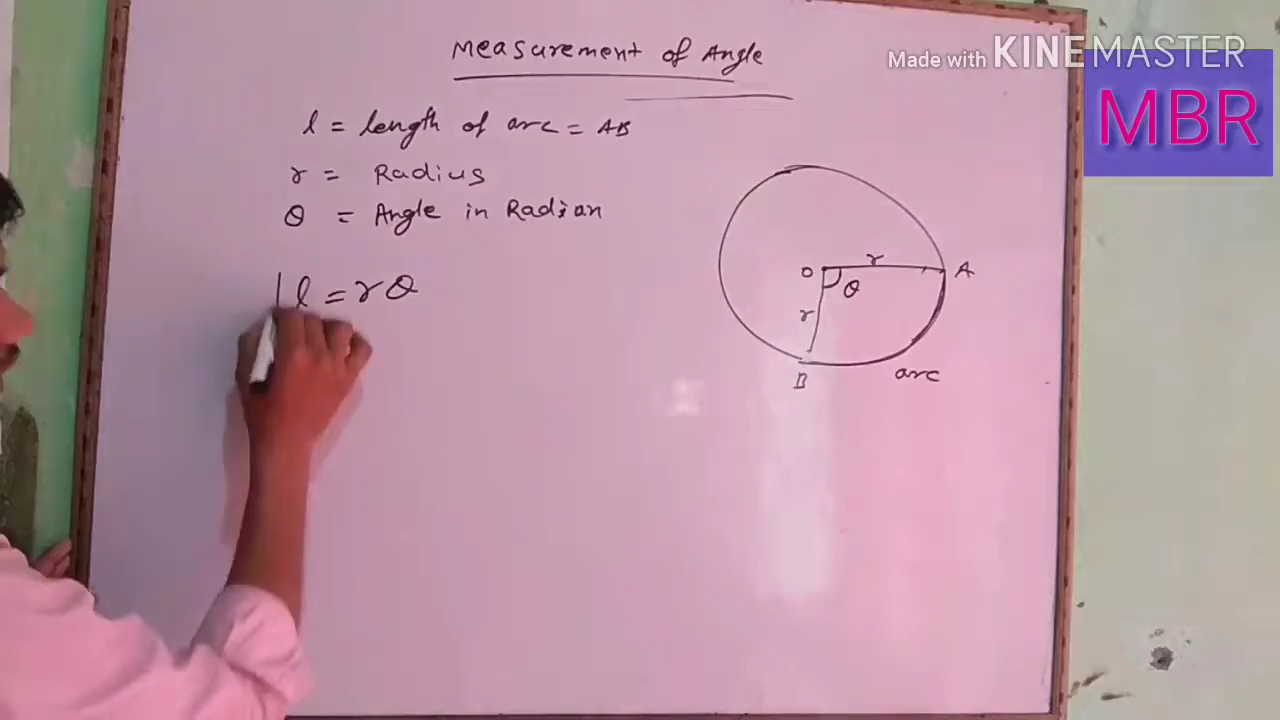 Measurement of Angle
Made with KINEMASTER
MBR
l = length of arc = AB
r = Radius
θ = Angle in Radian
l = rθ
O
r
A
θ
r
B
arc